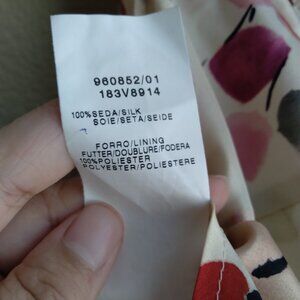 960852/01
183V8914
100%SEDA/SILK
SOIE/SETA/SEIDE
FORRO/LINING
FUTTER/DOUBLURE/FODERA
100%POLIESTER
POLYESTER/POLIESTERE